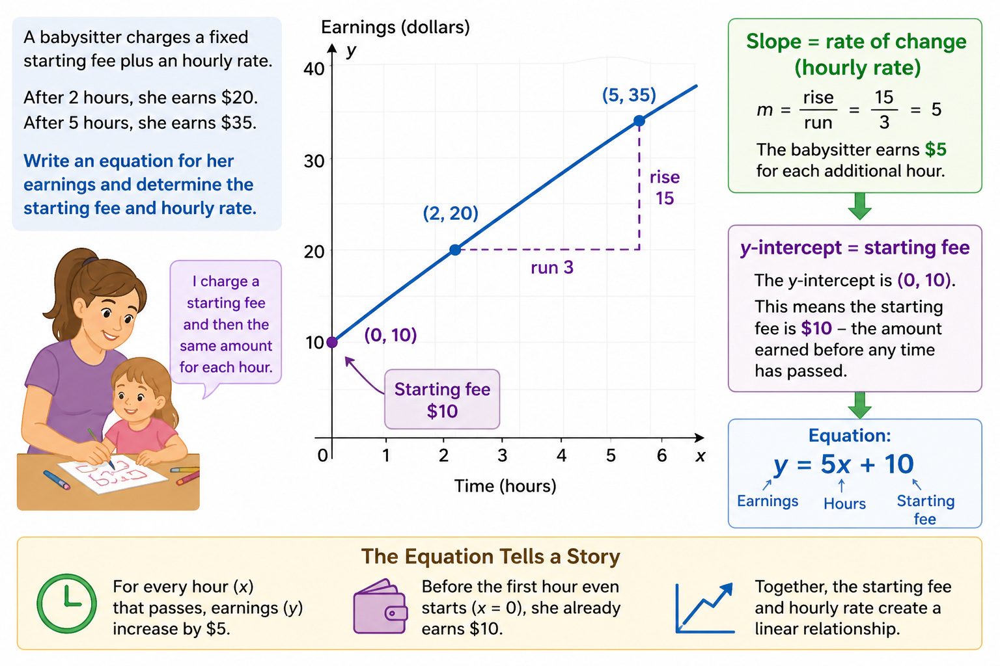 A babysitter charges a fixed
starting fee plus an hourly rate.
After 2 hours, she earns $20.
After 5 hours, she earns $35.
Write an equation for her
earnings and determine the
starting fee and hourly rate.
I charge a
starting fee
and then the
same amount
for each hour.
Earnings (dollars)
y
40
30
20
10
0
1 2 3 4 5 6 x
Time (hours)
(5, 35)
(2, 20)
(0, 10)
rise
15
run 3
Starting fee
$10
Slope = rate of change
(hourly rate)
m = rise/run = 15/3 = 5
The babysitter earns $5
for each additional hour.
y-intercept = starting fee
The y-intercept is (0, 10).
This means the starting
fee is $10 – the amount
earned before any time
has passed.
Equation:
y = 5x + 10
Earnings
Hours
Starting
fee
The Equation Tells a Story
For every hour (x)
that passes, earnings (y)
increase by $5.
Before the first hour even
starts (x = 0), she already
earns $10.
Together, the starting fee
and hourly rate create a
linear relationship.